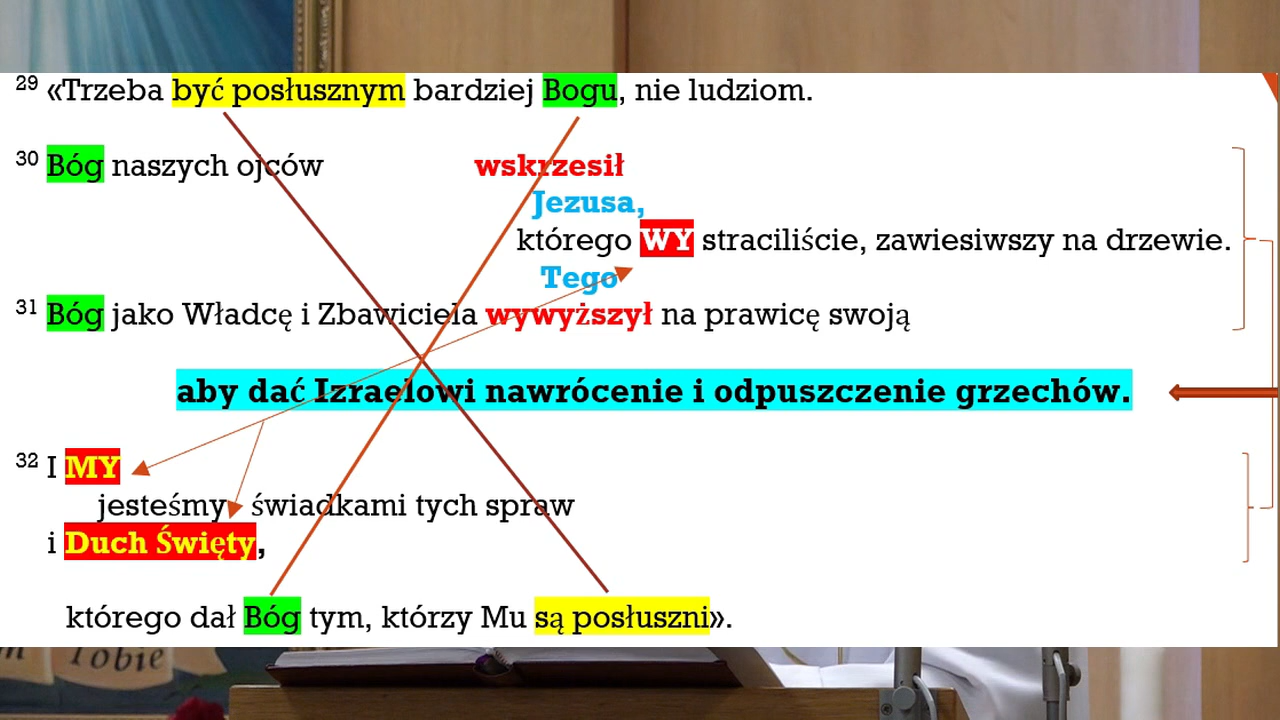 29 «Trzeba być posłusznym bardziej Bogu, nie ludziom.
30 Bóg naszych ojców wskrzesił
Jezusa,
którego WY straciliście, zawiesiwszy na drzewie.
Tego
31 Bóg jako Władcę i Zbawiciela wywyższył na prawicę swoją
aby dać Izraelowi nawrócenie i odpuszczenie grzechów.
32 I MY
jesteśmy świadkami tych spraw
i Duch Święty,
którego dał Bóg tym, którzy Mu są posłuszni».
Tobie